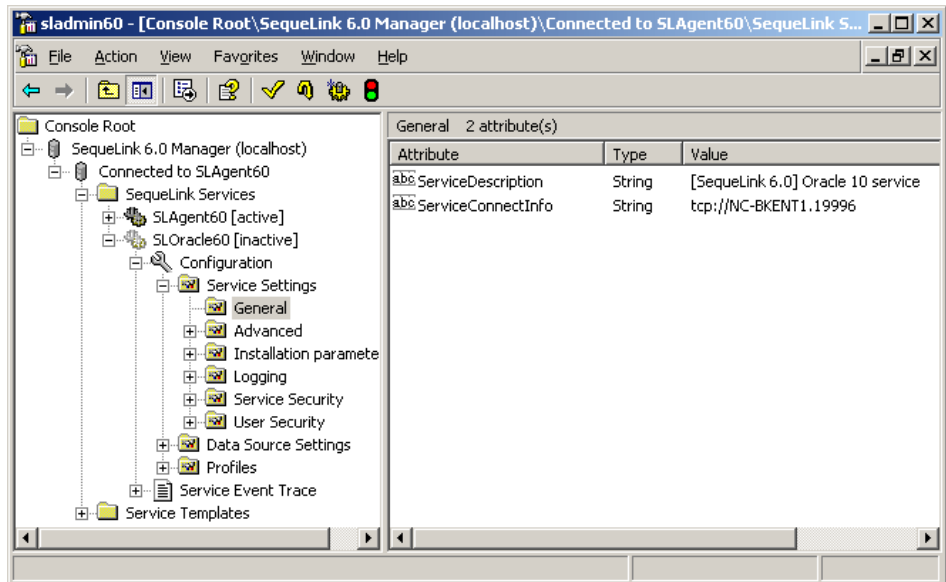 sladmin60 - [Console Root\SequeLink 6.0 Manager (localhost)\Connected to SLAgent60\SequeLink S...
File Action View Favorites Window Help
Console Root
SequeLink 6.0 Manager (localhost)
Connected to SLAgent60
SequeLink Services
SLAgent60 [active]
SLOracle60 [inactive]
Configuration
Service Settings
General
Advanced
Installation paramete
Logging
Service Security
User Security
Data Source Settings
Profiles
Service Event Trace
Service Templates
General 2 attribute(s)
Attribute Type Value
abc ServiceDescription String [SequeLink 6.0] Oracle 10 service
abc ServiceConnectInfo String tcp://NC-BKENT1.19996